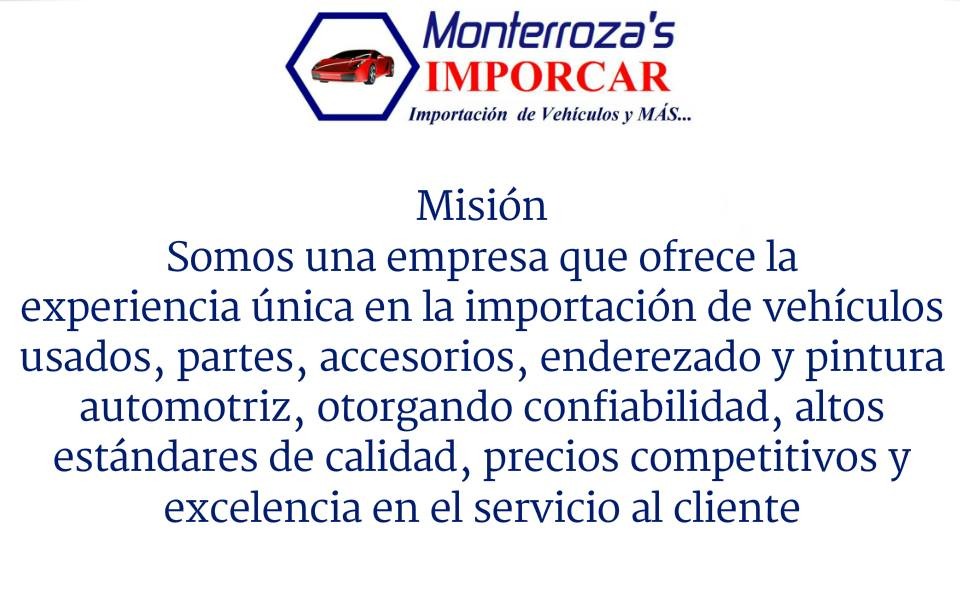 Monterroza's
IMPORCAR
Importación de Vehículos y MÁS...
Misión
Somos una empresa que ofrece la
experiencia única en la importación de vehículos
usados, partes, accesorios, enderezado y pintura
automotriz, otorgando confiabilidad, altos
estándares de calidad, precios competitivos y
excelencia en el servicio al cliente